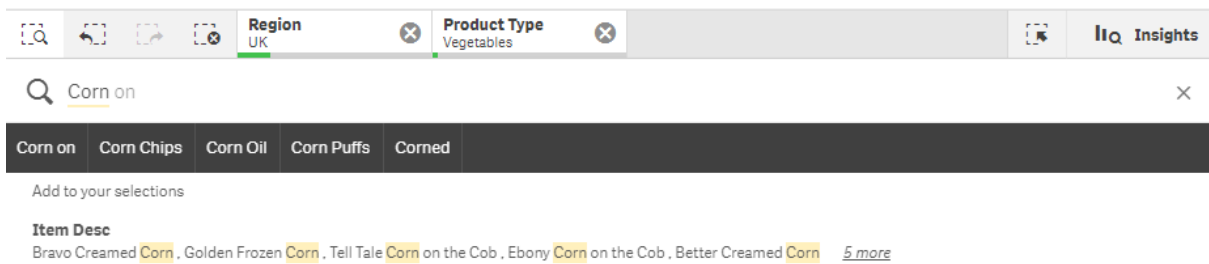 Region
UK
Product Type
Vegetables
Insights
Corn on
Corn on Corn Chips Corn Oil Corn Puffs Corned
Add to your selections
Item Desc
Bravo Creamed Corn , Golden Frozen Corn , Tell Tale Corn on the Cob , Ebony Corn on the Cob , Better Creamed Corn 5 more